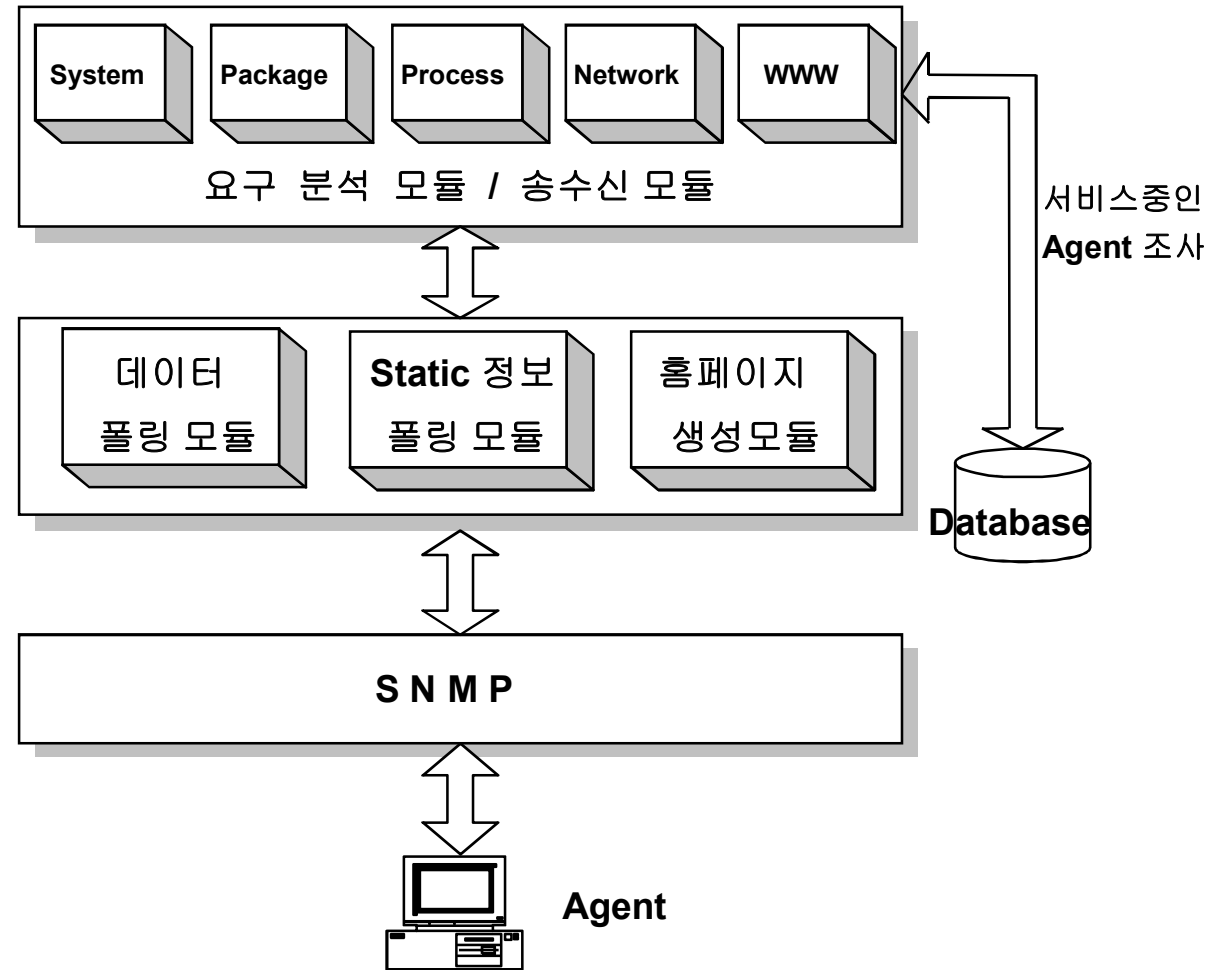 System Package Process Network WWW
요구 분석 모듈 / 송수신 모듈
서비스중인
Agent 조사
데이터
폴링 모듈
Static 정보
폴링 모듈
홈페이지
생성모듈
Database
S N M P
Agent